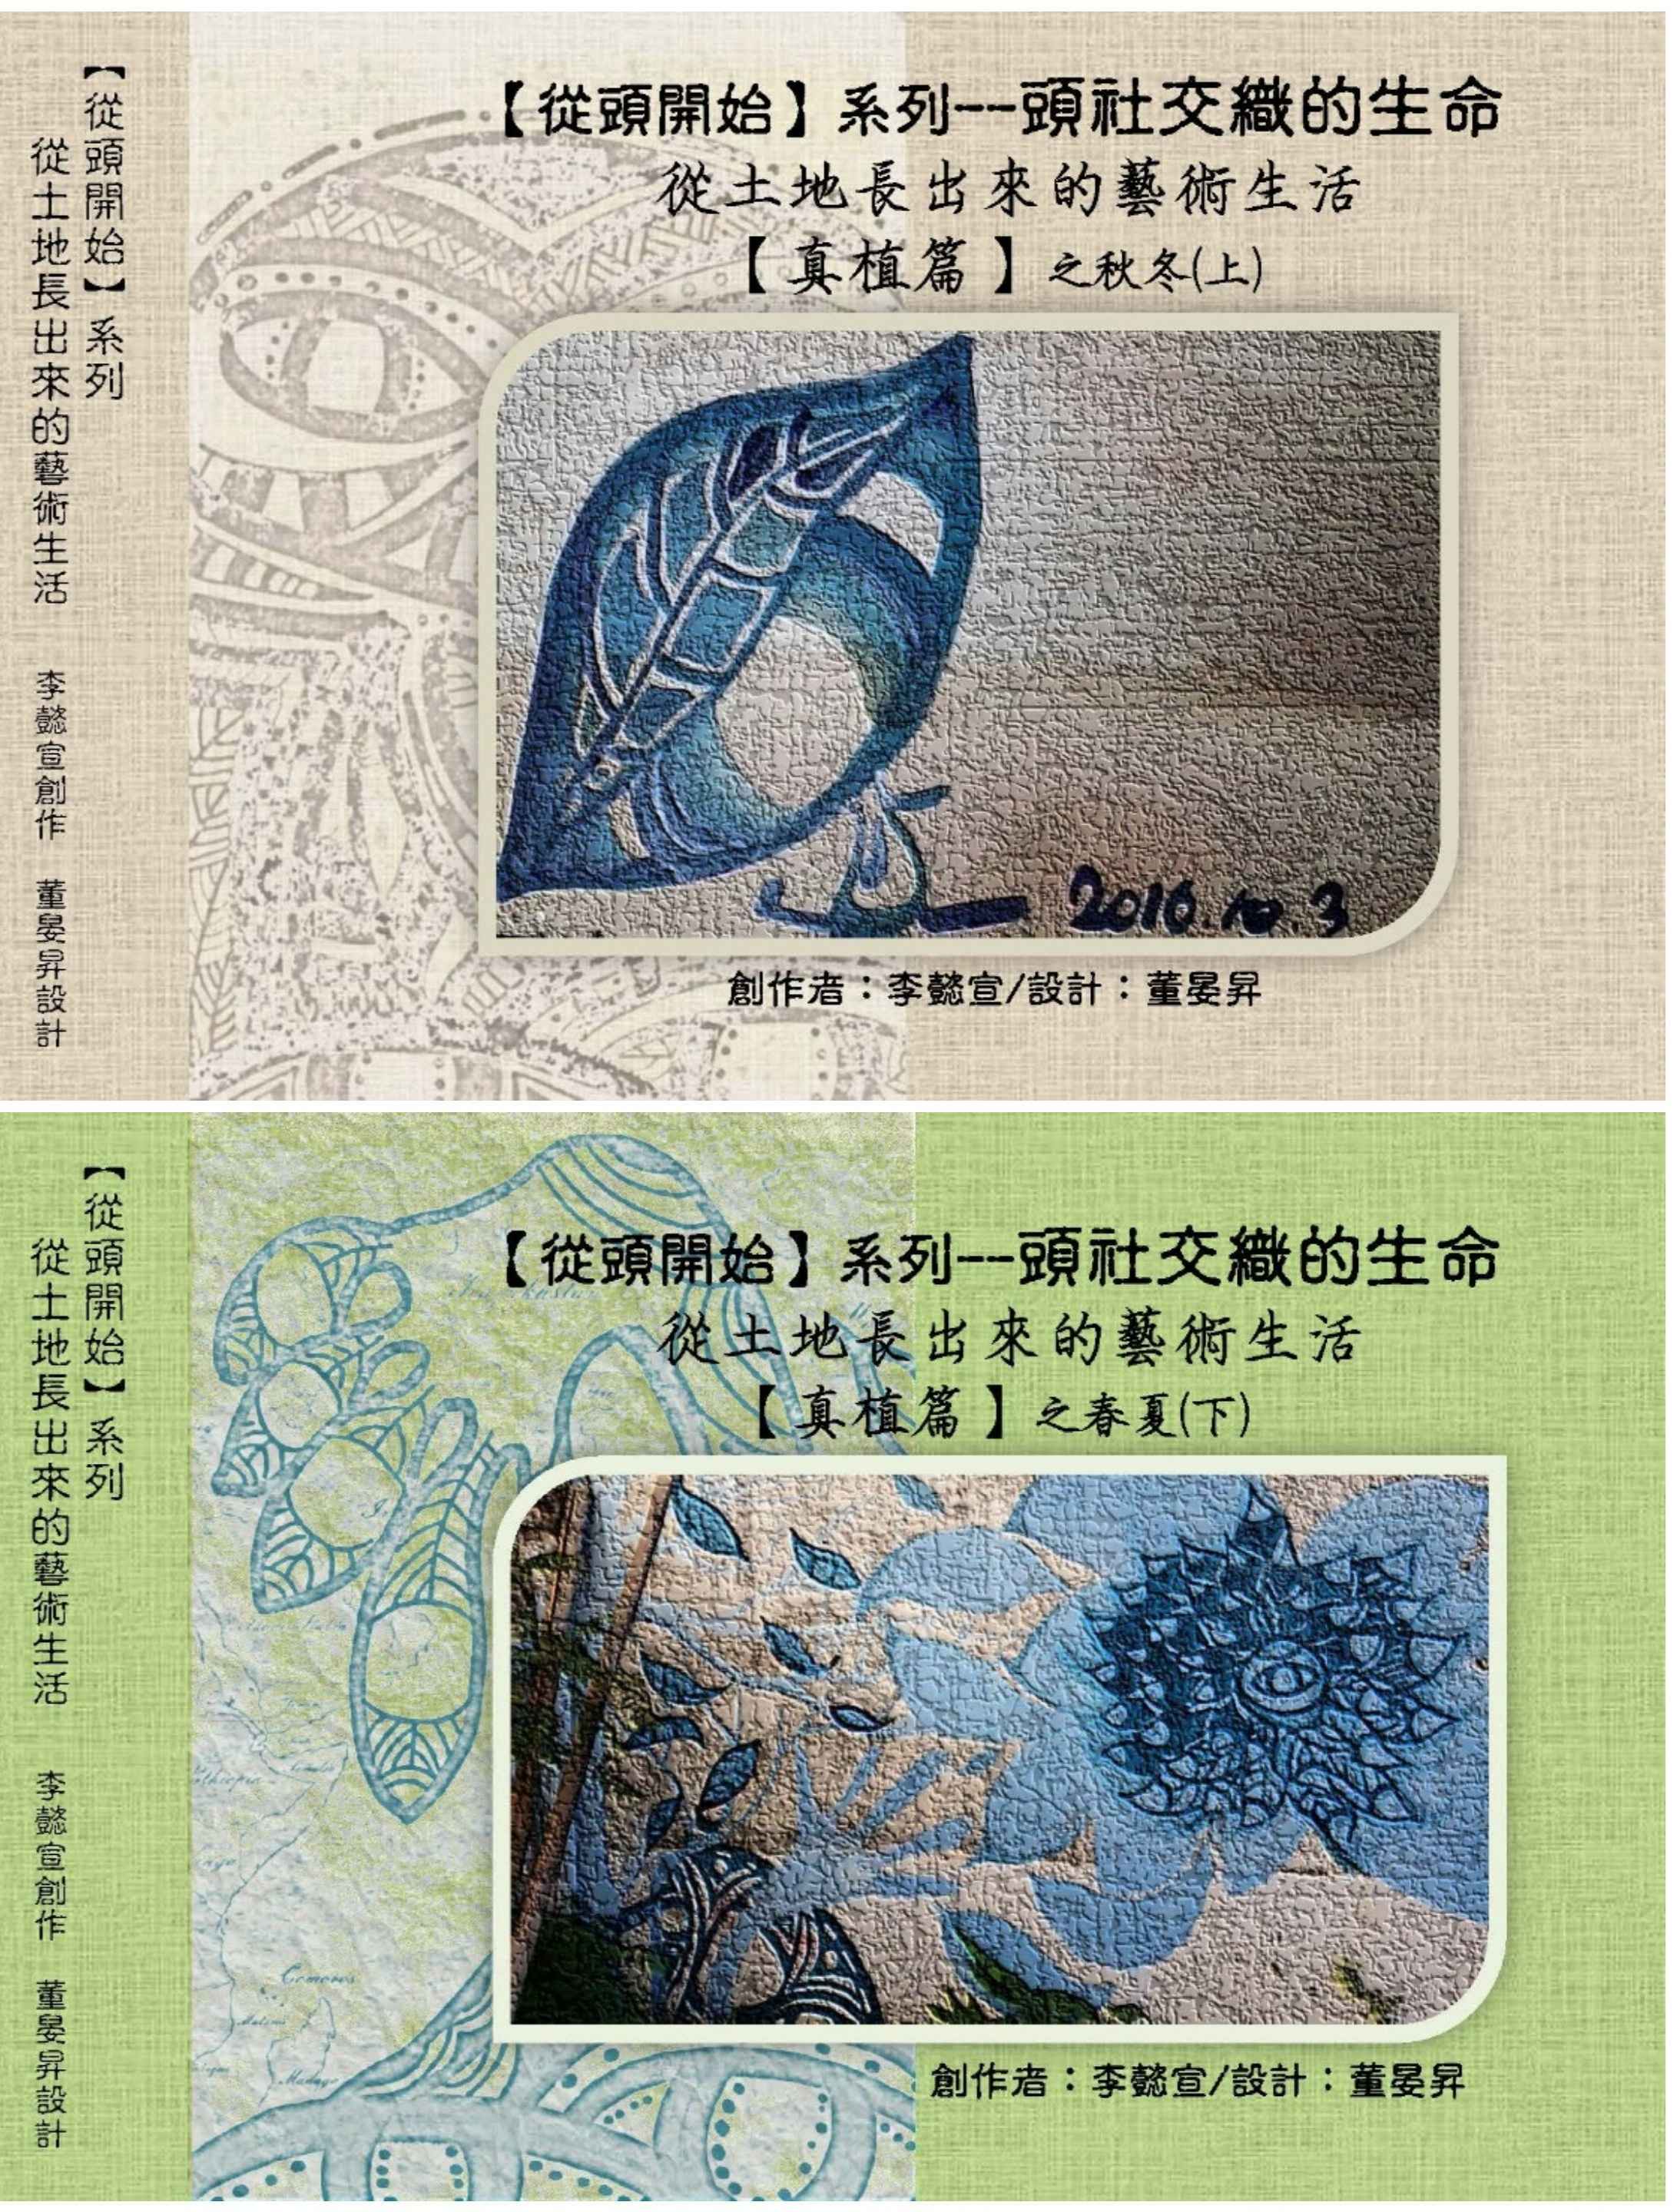 【從頭開始】系列
從土地長出來的藝術生活 李懿宣創作 董晏昇設計
【從頭開始】系列--頭社交織的生命
從土地長出來的藝術生活
【真植篇】之秋冬(上)
2016.10.3
創作者：李懿宣/設計：董晏昇
【從頭開始】系列
從土地長出來的藝術生活 李懿宣創作 董晏昇設計
【從頭開始】系列--頭社交織的生命
從土地長出來的藝術生活
【真植篇】之春夏(下)
Comoros
創作者：李懿宣/設計：董晏昇